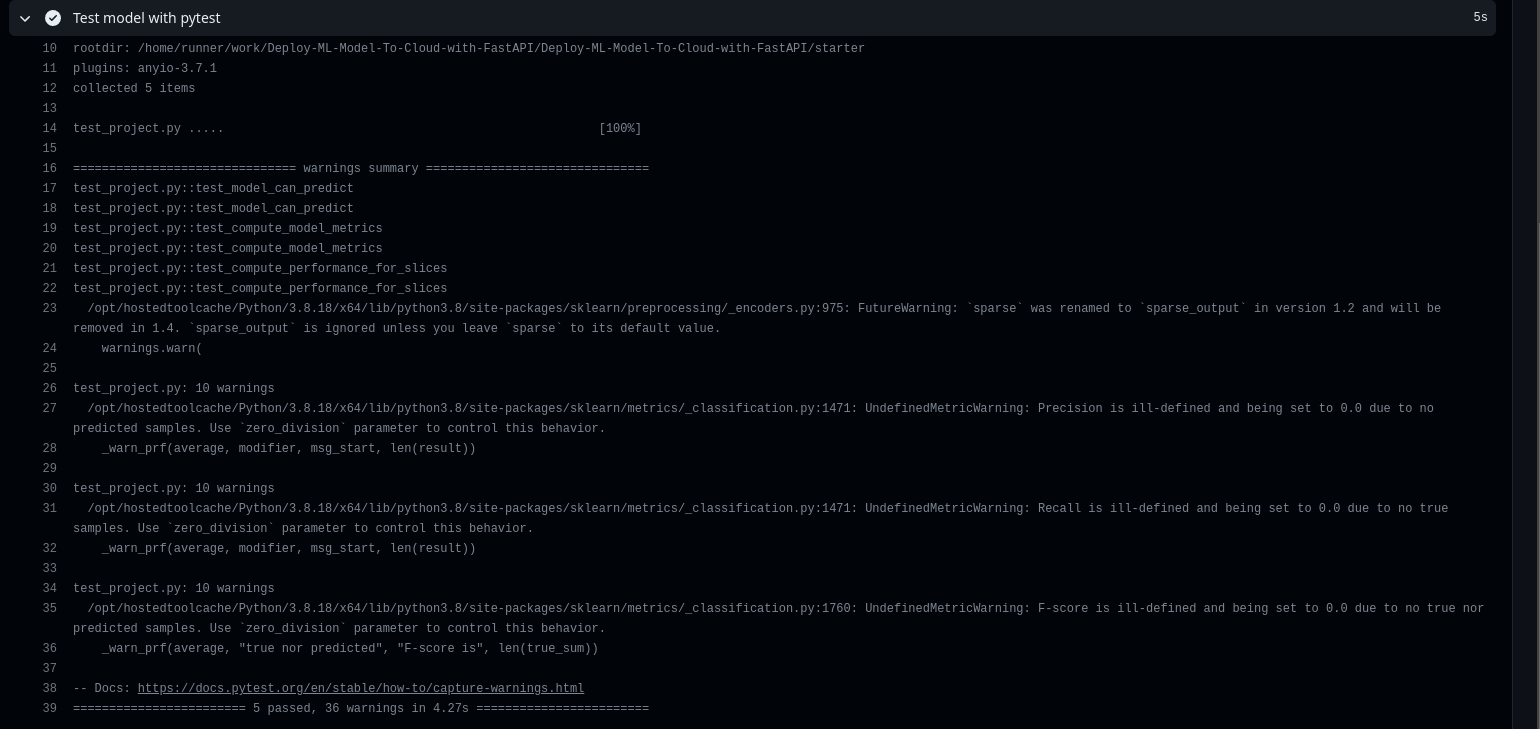 Test model with pytest 5s
10 rootdir: /home/runner/work/Deploy-ML-Model-To-Cloud-with-FastAPI/Deploy-ML-Model-To-Cloud-with-FastAPI/starter
11 plugins: anyio-3.7.1
12 collected 5 items
13
14 test_project.py ..... [100%]
15
16 =============================== warnings summary ===============================
17 test_project.py::test_model_can_predict
18 test_project.py::test_model_can_predict
19 test_project.py::test_compute_model_metrics
20 test_project.py::test_compute_model_metrics
21 test_project.py::test_compute_performance_for_slices
22 test_project.py::test_compute_performance_for_slices
23 /opt/hostedtoolcache/Python/3.8.18/x64/lib/python3.8/site-packages/sklearn/preprocessing/_encoders.py:975: FutureWarning: `sparse` was renamed to `sparse_output` in version 1.2 and will be
removed in 1.4. `sparse_output` is ignored unless you leave `sparse` to its default value.
24 warnings.warn(
25
26 test_project.py: 10 warnings
27 /opt/hostedtoolcache/Python/3.8.18/x64/lib/python3.8/site-packages/sklearn/metrics/_classification.py:1471: UndefinedMetricWarning: Precision is ill-defined and being set to 0.0 due to no
predicted samples. Use `zero_division` parameter to control this behavior.
28 _warn_prf(average, modifier, msg_start, len(result))
29
30 test_project.py: 10 warnings
31 /opt/hostedtoolcache/Python/3.8.18/x64/lib/python3.8/site-packages/sklearn/metrics/_classification.py:1471: UndefinedMetricWarning: Recall is ill-defined and being set to 0.0 due to no true
samples. Use `zero_division` parameter to control this behavior.
32 _warn_prf(average, modifier, msg_start, len(result))
33
34 test_project.py: 10 warnings
35 /opt/hostedtoolcache/Python/3.8.18/x64/lib/python3.8/site-packages/sklearn/metrics/_classification.py:1760: UndefinedMetricWarning: F-score is ill-defined and being set to 0.0 due to no true nor
predicted samples. Use `zero_division` parameter to control this behavior.
36 _warn_prf(average, "true nor predicted", "F-score is", len(true_sum))
37
38 -- Docs: https://docs.pytest.org/en/stable/how-to/capture-warnings.html
39 ======================== 5 passed, 36 warnings in 4.27s ========================